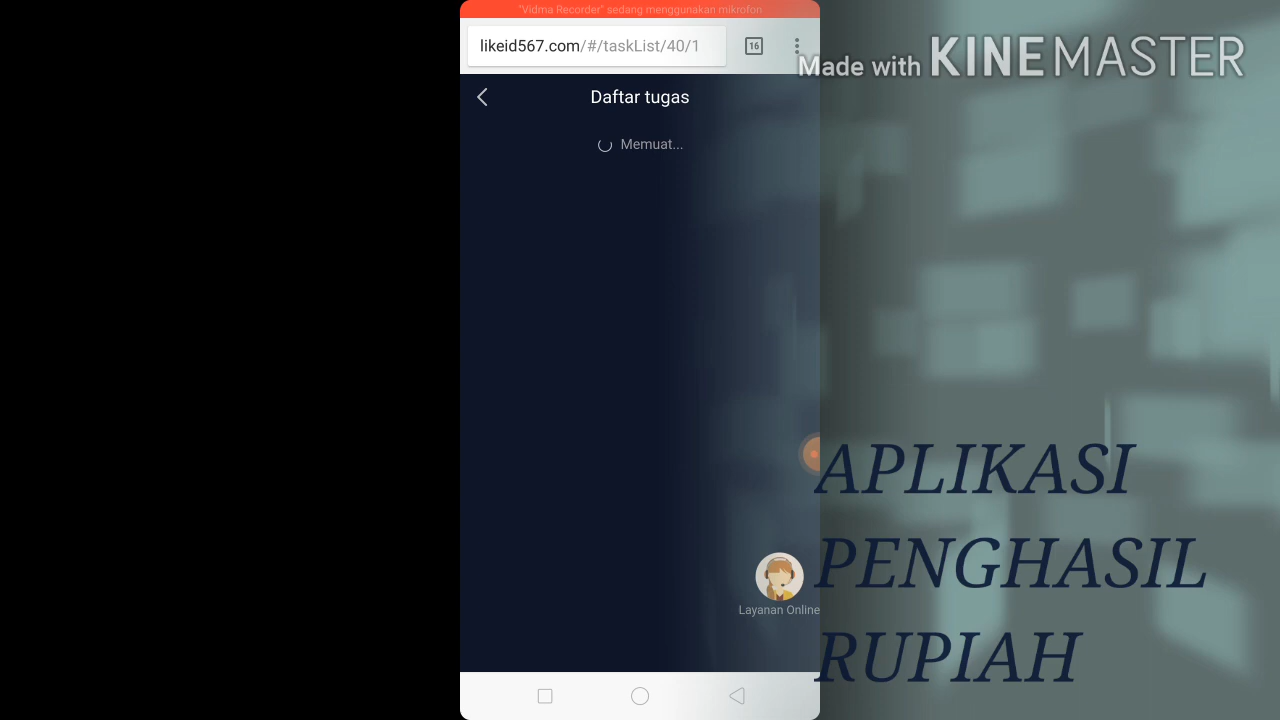 "Vidma Recorder" sedang menggunakan mikrofon
likeid567.com/#/taskList/40/1
16
Made with KINEMASTER
Daftar tugas
Memuat...
APLIKASI
PENGHASIL
Layanan Online
RUPIAH